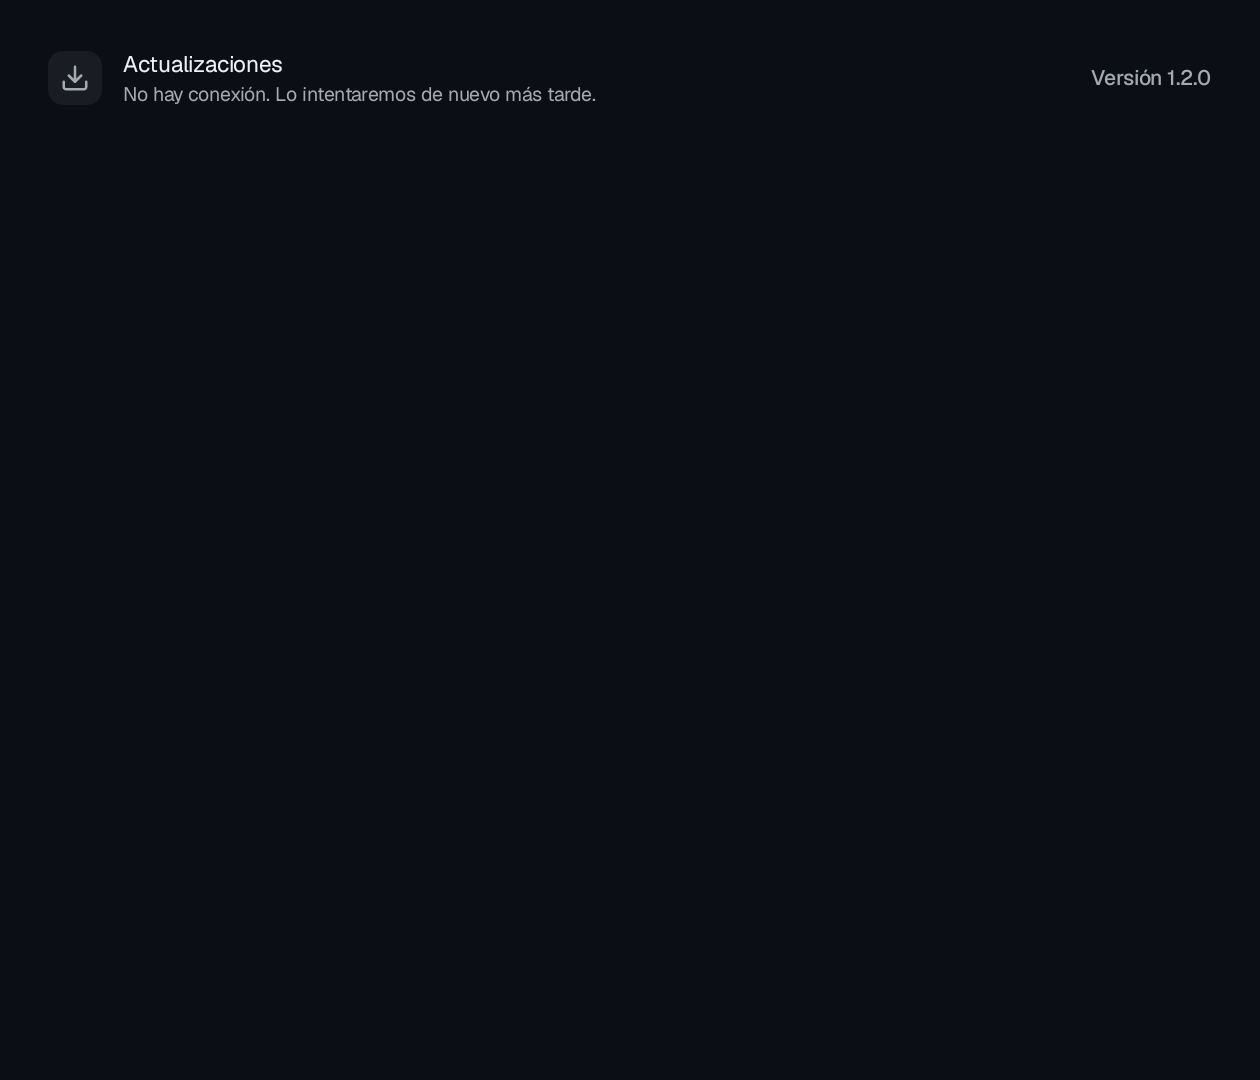 Actualizaciones
No hay conexión. Lo intentaremos de nuevo más tarde.
Versión 1.2.0